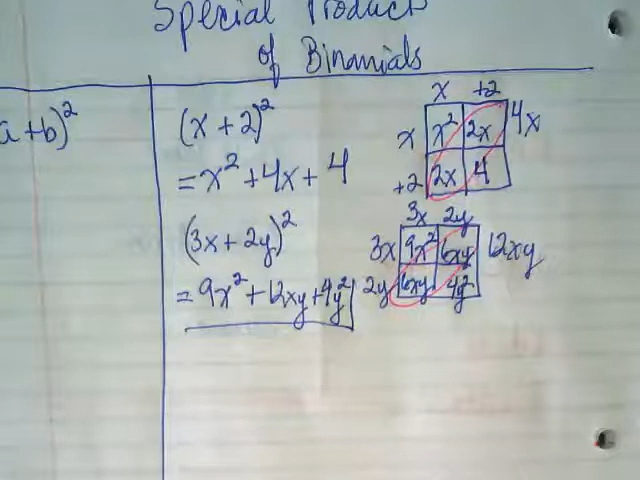 Special Products
of Binomials
a+b)²
(x + 2)²
= x² + 4x + 4
x +2
x x² 2x 4x
+2 2x 4
(3x + 2y)²
= 9x² + 12xy + 4y²
3x 2y
3x 9x² 6xy 12xy
2y 6xy 4y²